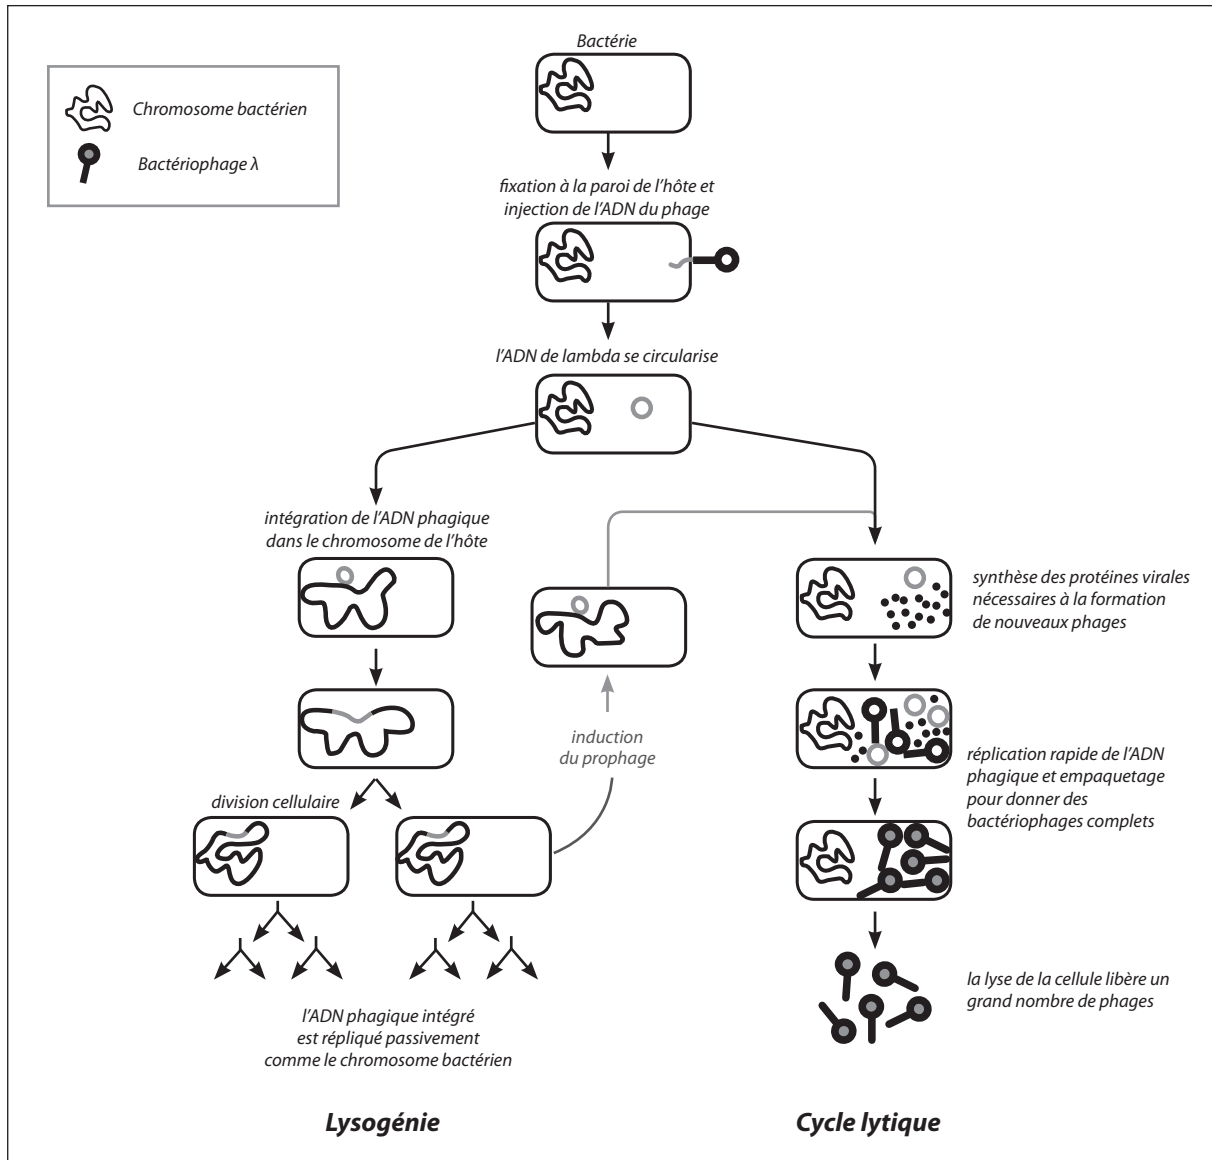 Bactérie
Chromosome bactérien
Bactériophage λ
fixation à la paroi de l'hôte et
injection de l'ADN du phage
l'ADN de lambda se circularise
intégration de l'ADN phagique
dans le chromosome de l'hôte
synthèse des protéines virales
nécessaires à la formation
de nouveaux phages
induction
du prophage
réplication rapide de l'ADN
phagique et empaquetage
pour donner des
bactériophages complets
division cellulaire
la lyse de la cellule libère un
grand nombre de phages
l'ADN phagique intégré
est répliqué passivement
comme le chromosome bactérien
Lysogénie
Cycle lytique